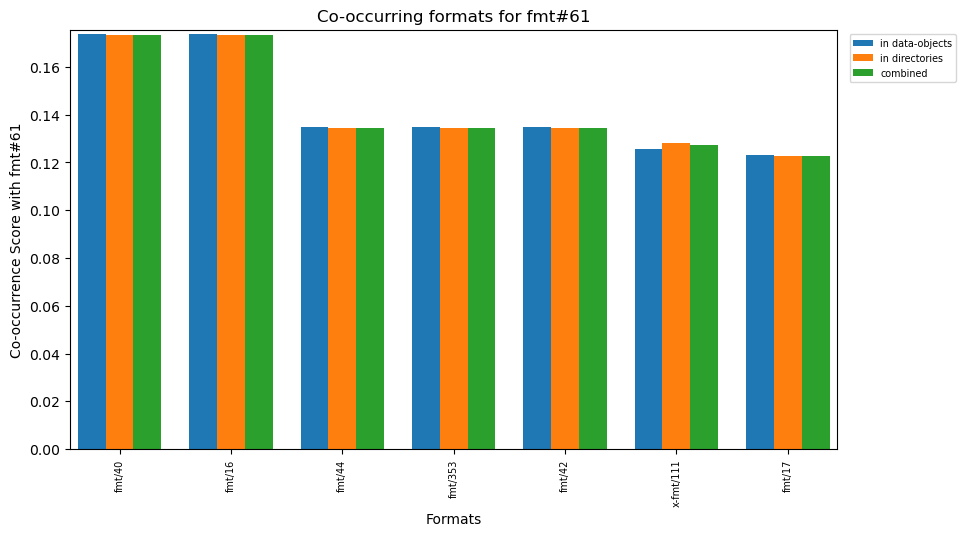 Co-occurring formats for fmt#61
in data-objects
in directories
combined
Co-occurrence Score with fmt#61
0.16
0.14
0.12
0.10
0.08
0.06
0.04
0.02
0.00
fmt/40
fmt/16
fmt/44
fmt/353
fmt/42
x-fmt/111
fmt/17
Formats